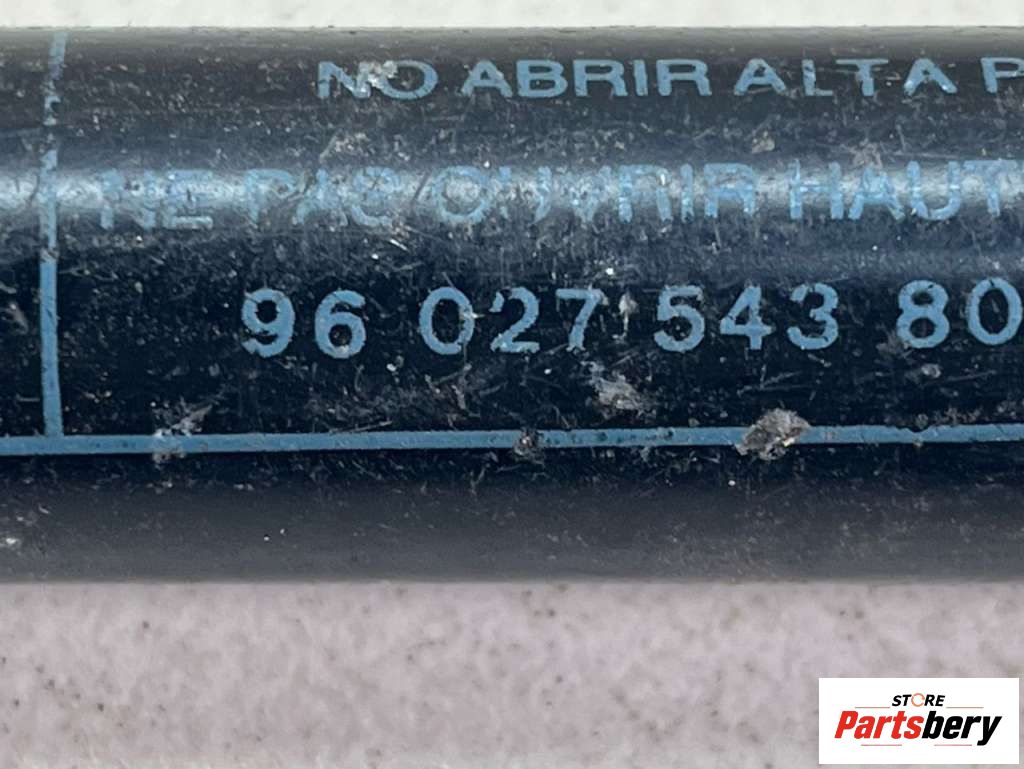 NO ABRIR ALTA P
NE PAS OUVRIR HAUT
96 027 543 80
STORE
Partsbery